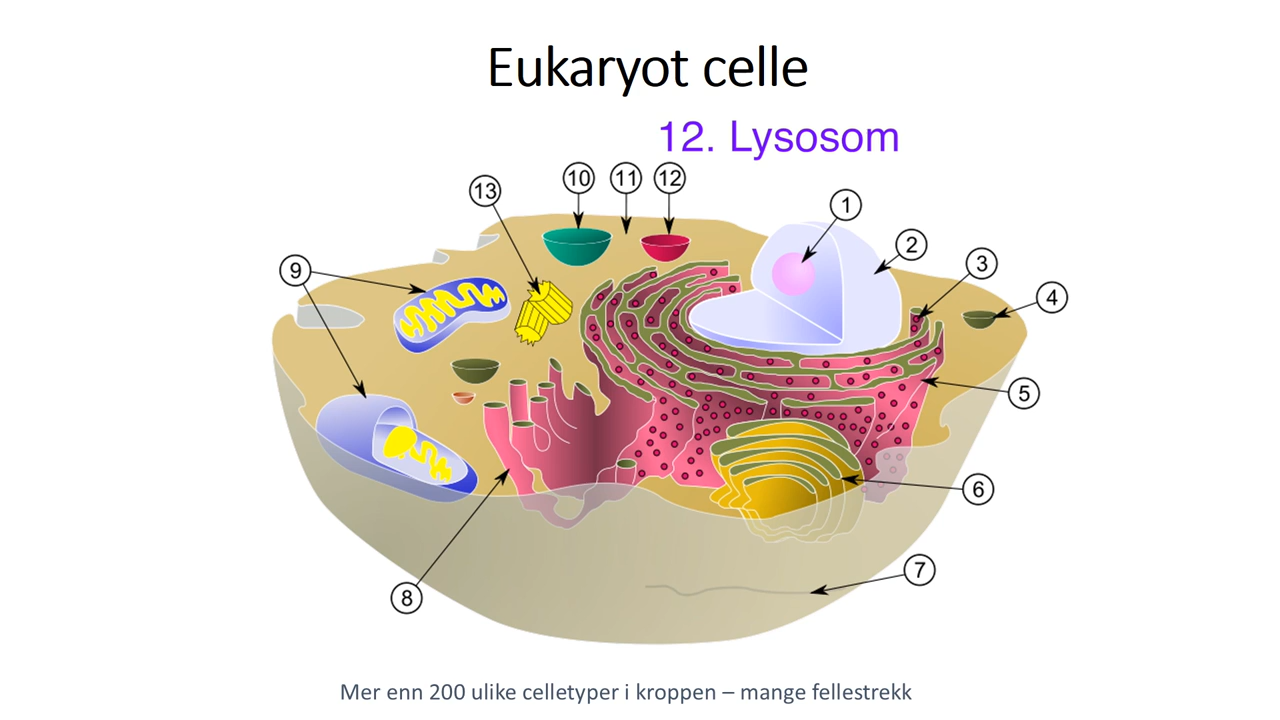 Eukaryot celle
12. Lysosom
10 11 12
13
1
2
9
3
4
5
6
7
8
Mer enn 200 ulike celletyper i kroppen – mange fellestrekk